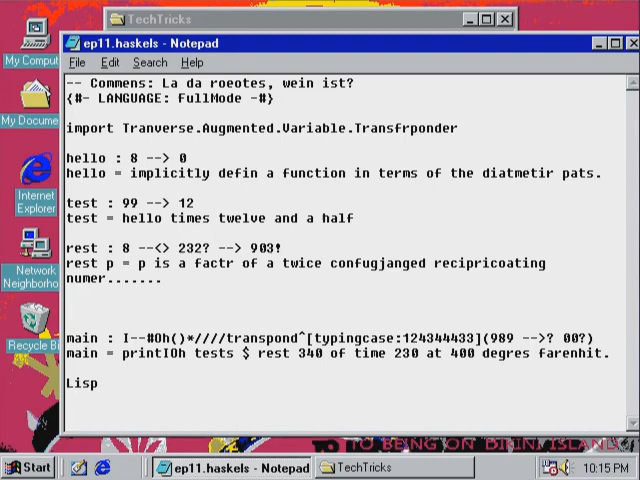 TechTricks
ep11.haskels - Notepad
File Edit Search Help
-- Commens: La da roeotes, wein ist?
{#- LANGUAGE: FullMode -#}
import Tranverse.Augmented.Variable.Transfrponder
hello : 8 --> 0
hello = implicitly defin a function in terms of the diatmetir pats.
test : 99 --> 12
test = hello times twelve and a half
rest : 8 --<> 232? --> 903!
rest p = p is a factr of a twice confugjanged recipricoating
numer.......
main : I--#Oh()*////transpond^[typingcase:124344433](989 -->? 00?)
main = printIOh tests $ rest 340 of time 230 at 400 degres farenhit.
Lisp
My Comput
My Docume
Internet
Explorer
Network
Neighborho
Recycle Bi
TO BEING ON BIKINI ISLAND
Start
ep11.haskels - Notepad
TechTricks
10:15 PM